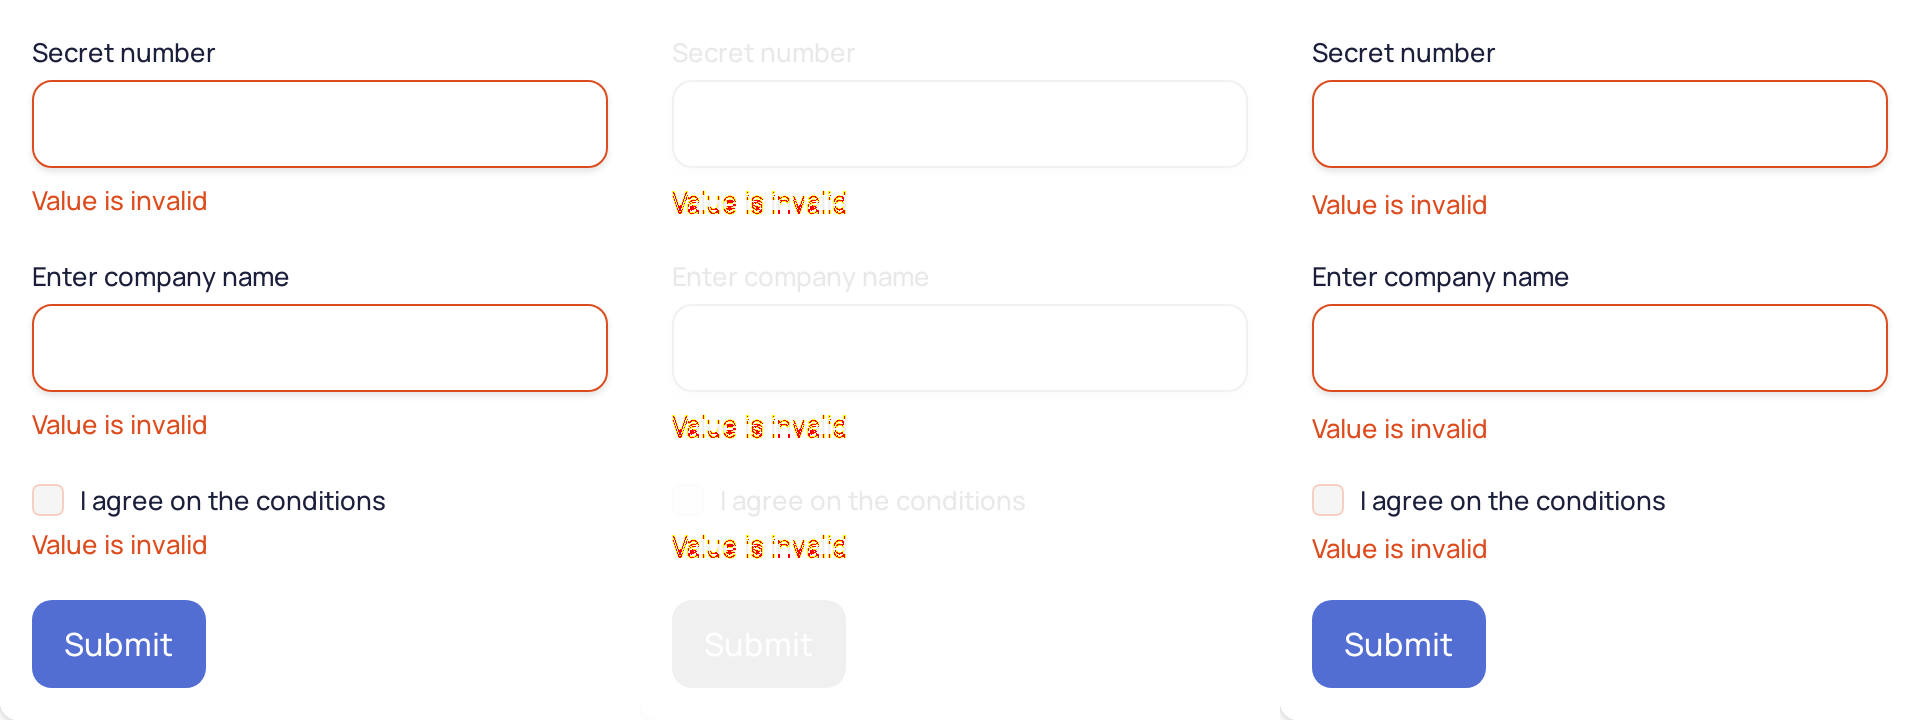 Secret number
Value is invalid
Enter company name
Value is invalid
I agree on the conditions
Value is invalid
Submit
Secret number
Value is invalid
Enter company name
Value is invalid
I agree on the conditions
Value is invalid
Submit
Secret number
Value is invalid
Enter company name
Value is invalid
I agree on the conditions
Value is invalid
Submit